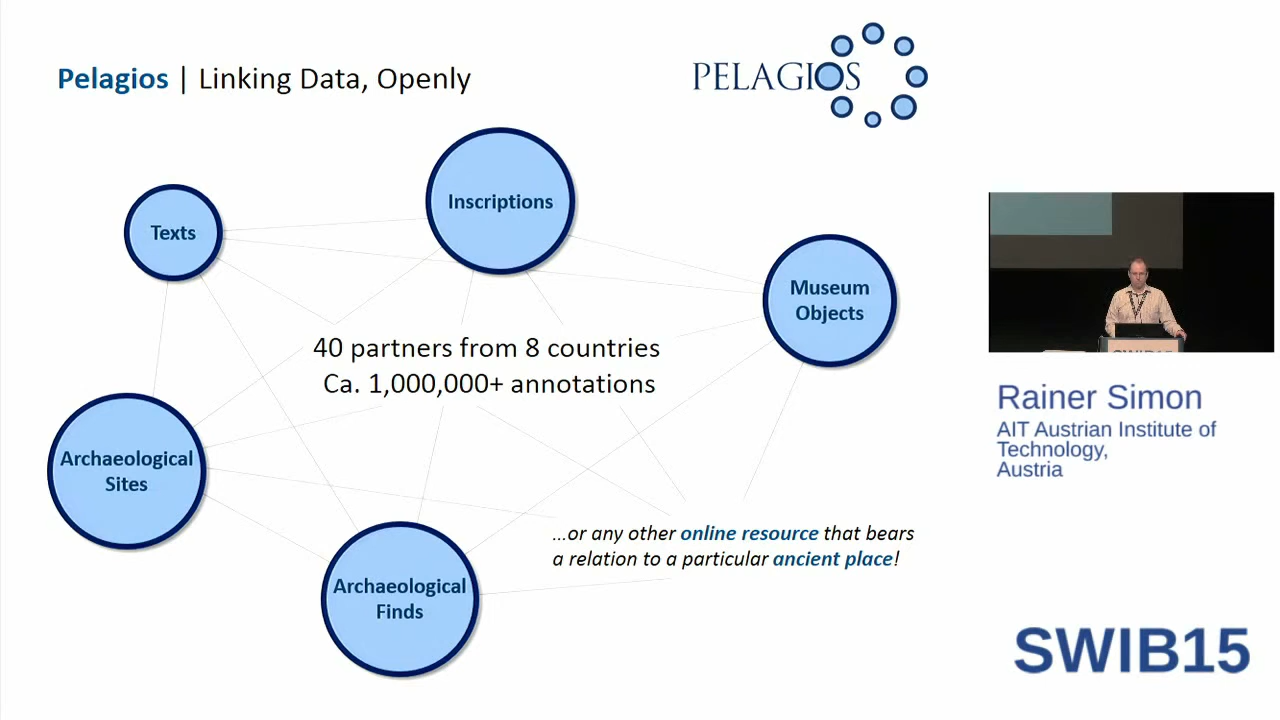 Pelagios | Linking Data, Openly
PELAGIOS
Inscriptions
Texts
Museum
Objects
40 partners from 8 countries
Ca. 1,000,000+ annotations
Archaeological
Sites
...or any other online resource that bears
a relation to a particular ancient place!
Archaeological
Finds
SWIB15
Rainer Simon
AIT Austrian Institute of
Technology,
Austria
SWIB15